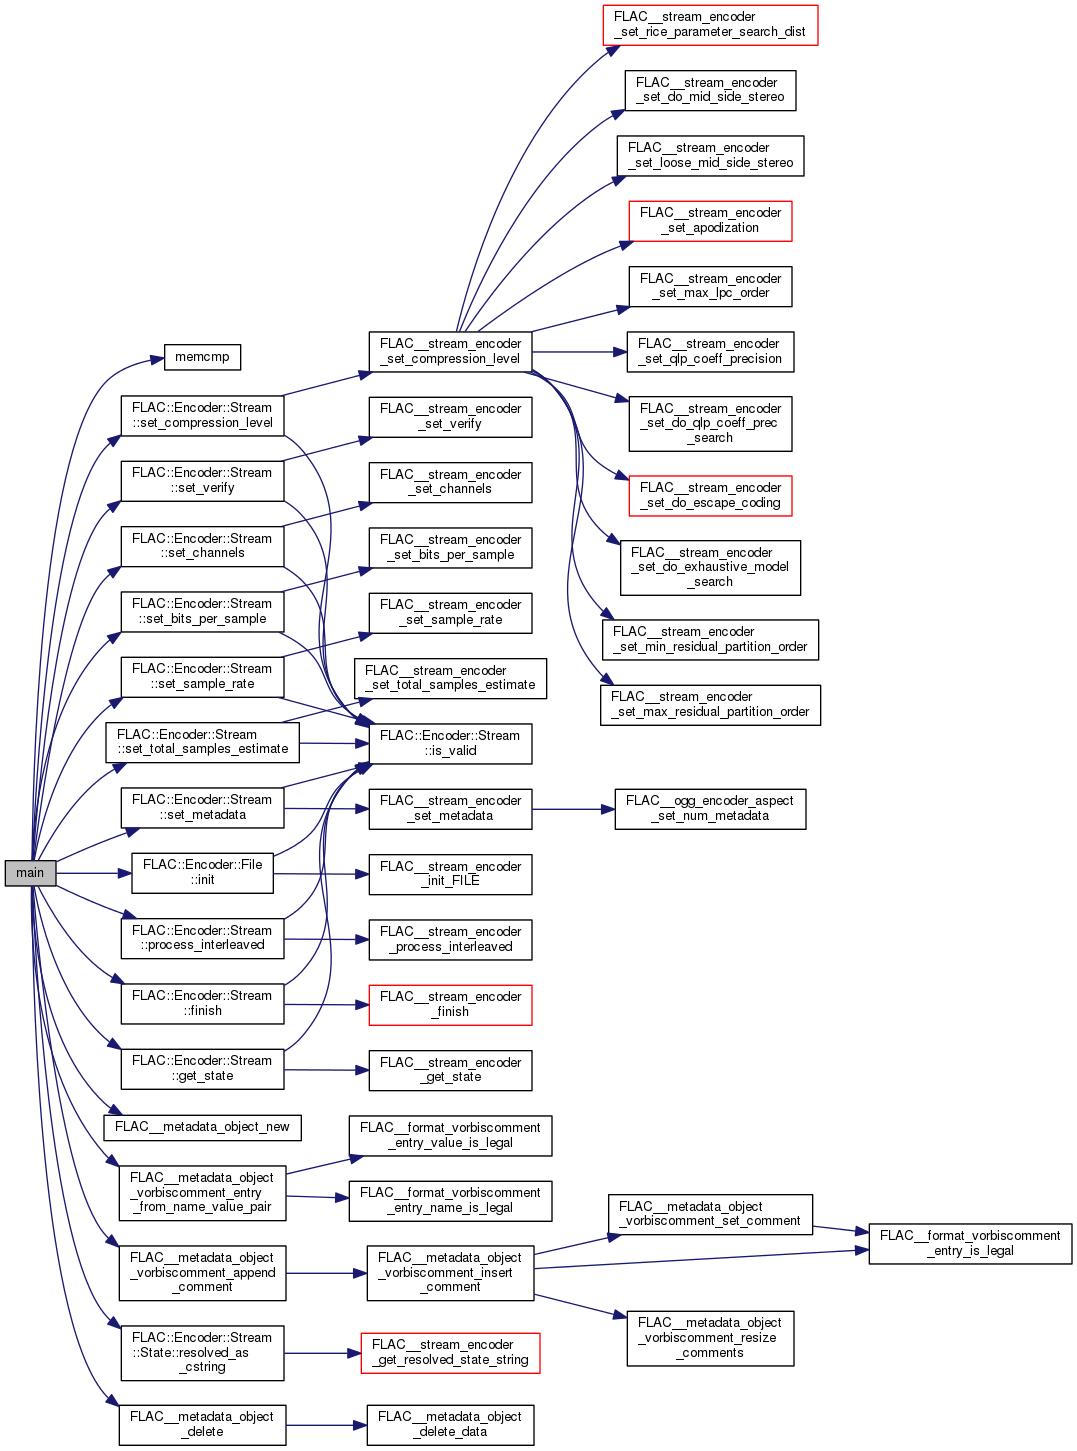 FLAC__stream_encoder
_set_rice_parameter_search_dist
FLAC__stream_encoder
_set_do_mid_side_stereo
FLAC__stream_encoder
_set_loose_mid_side_stereo
FLAC__stream_encoder
_set_apodization
FLAC__stream_encoder
_set_max_lpc_order
FLAC__stream_encoder
_set_compression_level
FLAC__stream_encoder
_set_qlp_coeff_precision
memcmp
FLAC::Encoder::Stream
::set_compression_level
FLAC__stream_encoder
_set_verify
FLAC__stream_encoder
_set_do_qlp_coeff_prec
_search
FLAC::Encoder::Stream
::set_verify
FLAC__stream_encoder
_set_channels
FLAC__stream_encoder
_set_do_escape_coding
FLAC::Encoder::Stream
::set_channels
FLAC__stream_encoder
_set_bits_per_sample
FLAC__stream_encoder
_set_do_exhaustive_model
_search
FLAC::Encoder::Stream
::set_bits_per_sample
FLAC__stream_encoder
_set_sample_rate
FLAC__stream_encoder
_set_min_residual_partition_order
FLAC::Encoder::Stream
::set_sample_rate
FLAC__stream_encoder
_set_total_samples_estimate
FLAC__stream_encoder
_set_max_residual_partition_order
FLAC::Encoder::Stream
::set_total_samples_estimate
FLAC::Encoder::Stream
::is_valid
FLAC::Encoder::Stream
::set_metadata
FLAC__stream_encoder
_set_metadata
FLAC__ogg_encoder_aspect
_set_num_metadata
main
FLAC::Encoder::File
::init
FLAC__stream_encoder
_init_FILE
FLAC::Encoder::Stream
::process_interleaved
FLAC__stream_encoder
_process_interleaved
FLAC::Encoder::Stream
::finish
FLAC__stream_encoder
_finish
FLAC::Encoder::Stream
::get_state
FLAC__stream_encoder
_get_state
FLAC__metadata_object_new
FLAC__format_vorbiscomment
_entry_value_is_legal
FLAC__metadata_object
_vorbiscomment_entry
_from_name_value_pair
FLAC__format_vorbiscomment
_entry_name_is_legal
FLAC__metadata_object
_vorbiscomment_set_comment
FLAC__format_vorbiscomment
_entry_is_legal
FLAC__metadata_object
_vorbiscomment_append
_comment
FLAC__metadata_object
_vorbiscomment_insert
_comment
FLAC__metadata_object
_vorbiscomment_resize
_comments
FLAC::Encoder::Stream
::State::resolved_as
_cstring
FLAC__stream_encoder
_get_resolved_state_string
FLAC__metadata_object
_delete
FLAC__metadata_object
_delete_data